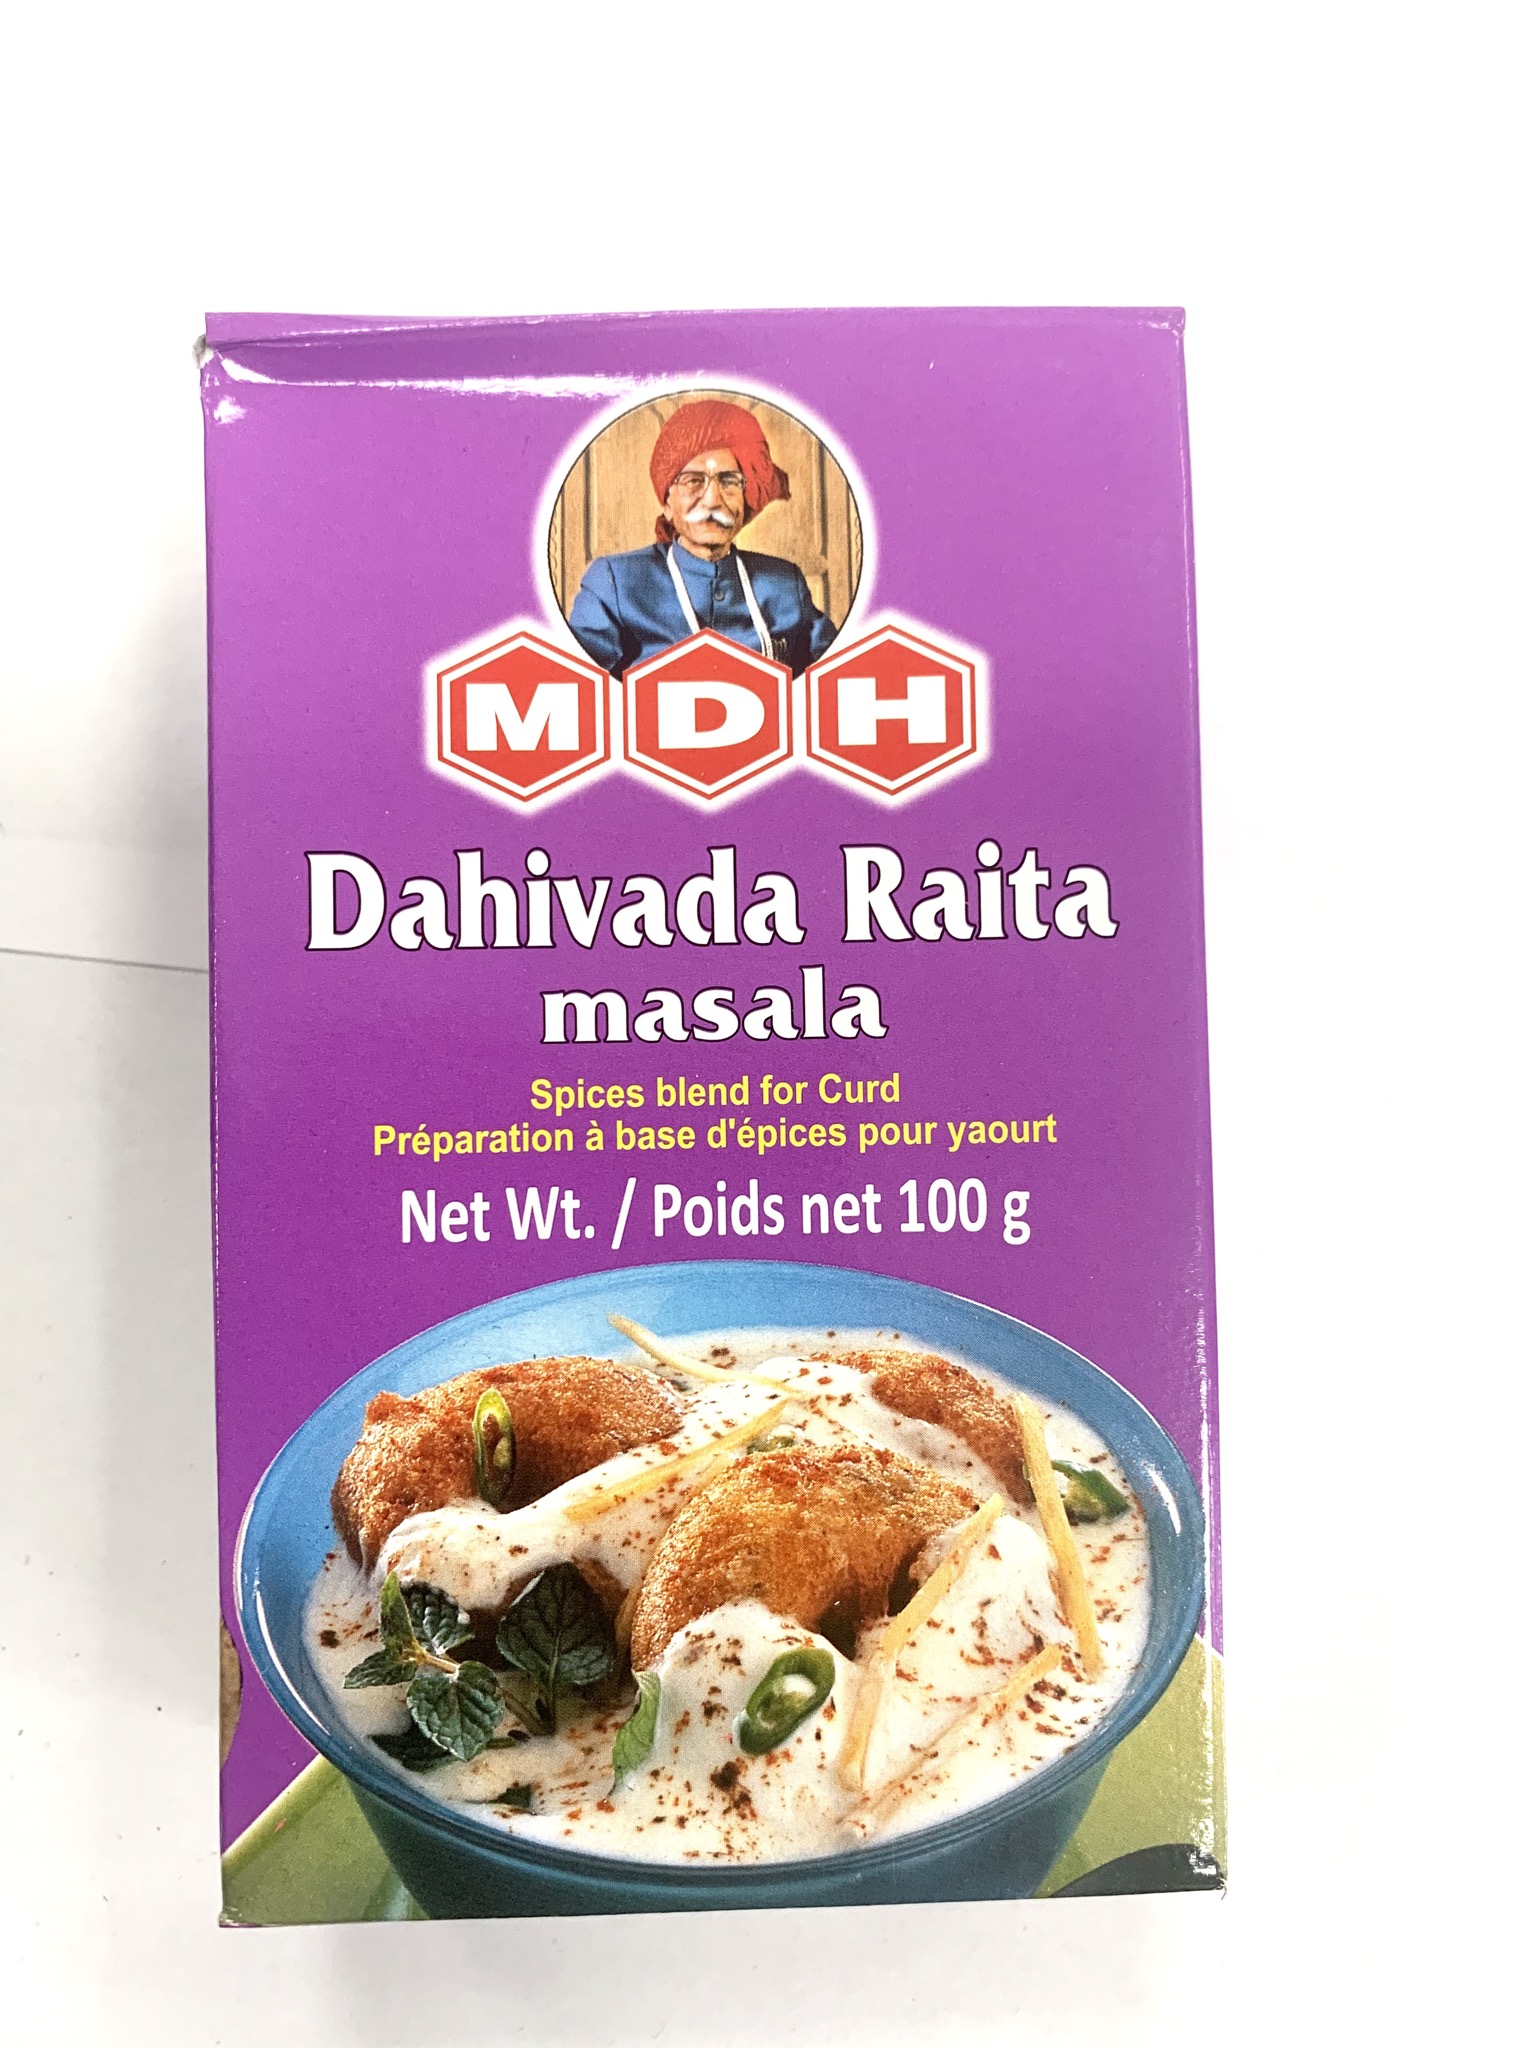 MDH
Dahivada Raita
masala
Spices blend for Curd
Préparation à base d'épices pour yaourt
Net Wt. / Poids net 100 g